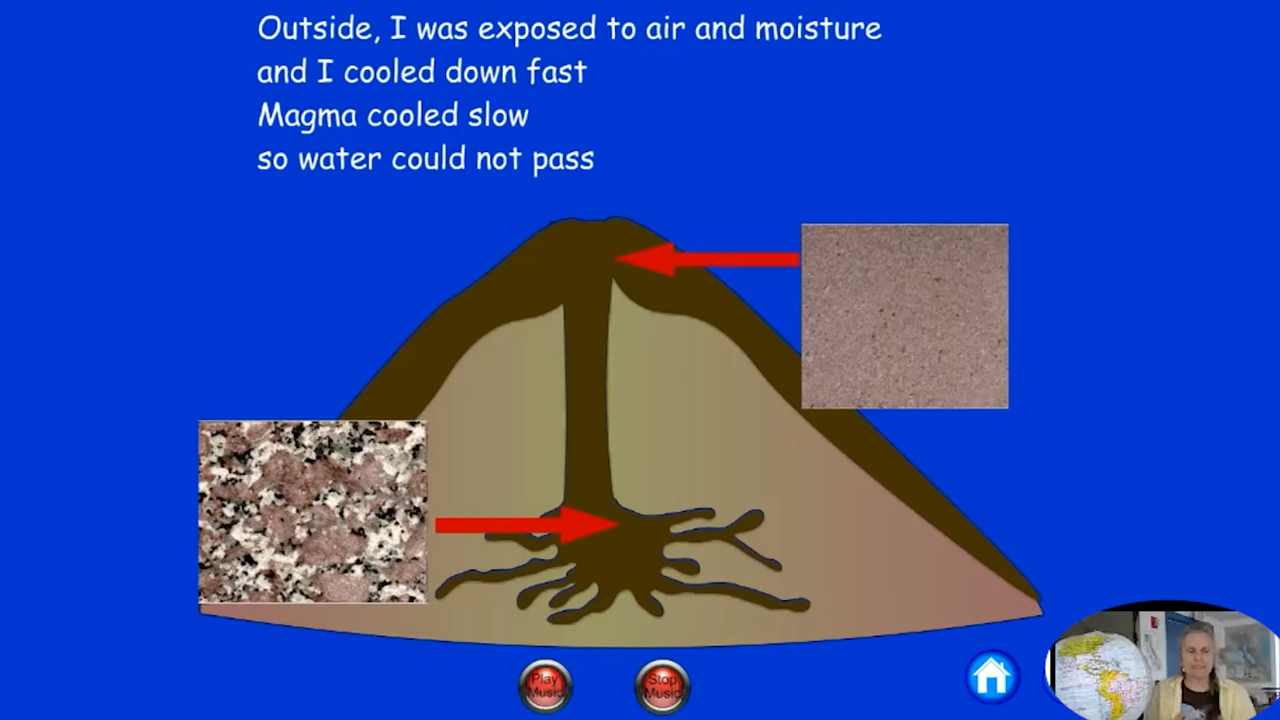 Outside, I was exposed to air and moisture
and I cooled down fast
Magma cooled slow
so water could not pass
Play
Music
Stop
Music